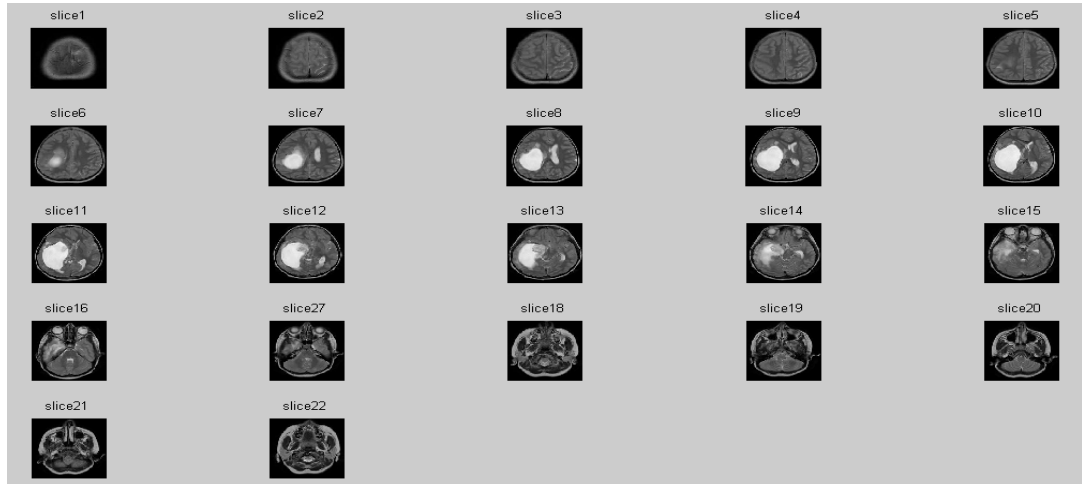 slice1 slice2 slice3 slice4 slice5
slice6 slice7 slice8 slice9 slice10
slice11 slice12 slice13 slice14 slice15
slice16 slice27 slice18 slice19 slice20
slice21 slice22